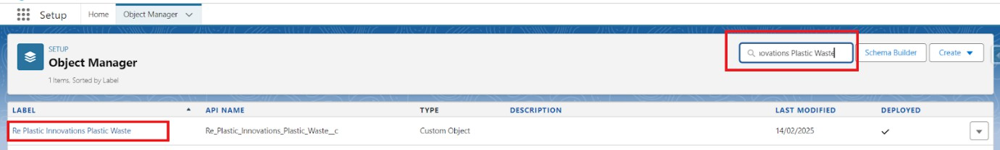 Setup Home Object Manager
SETUP
Object Manager
1 Items, Sorted by Label
ovations Plastic Waste Schema Builder Create
LABEL API NAME TYPE DESCRIPTION LAST MODIFIED DEPLOYED
Re Plastic Innovations Plastic Waste Re_Plastic_Innovations_Plastic_Waste__c Custom Object 14/02/2025